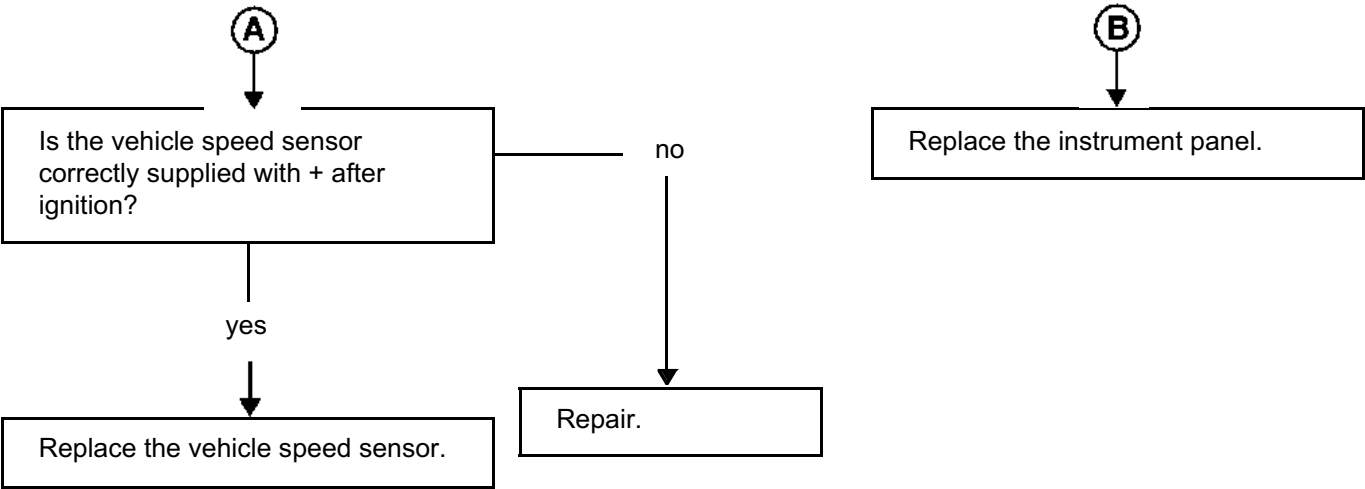 A
Is the vehicle speed sensor
correctly supplied with + after
ignition?
no
yes
Replace the vehicle speed sensor.
Repair.
B
Replace the instrument panel.